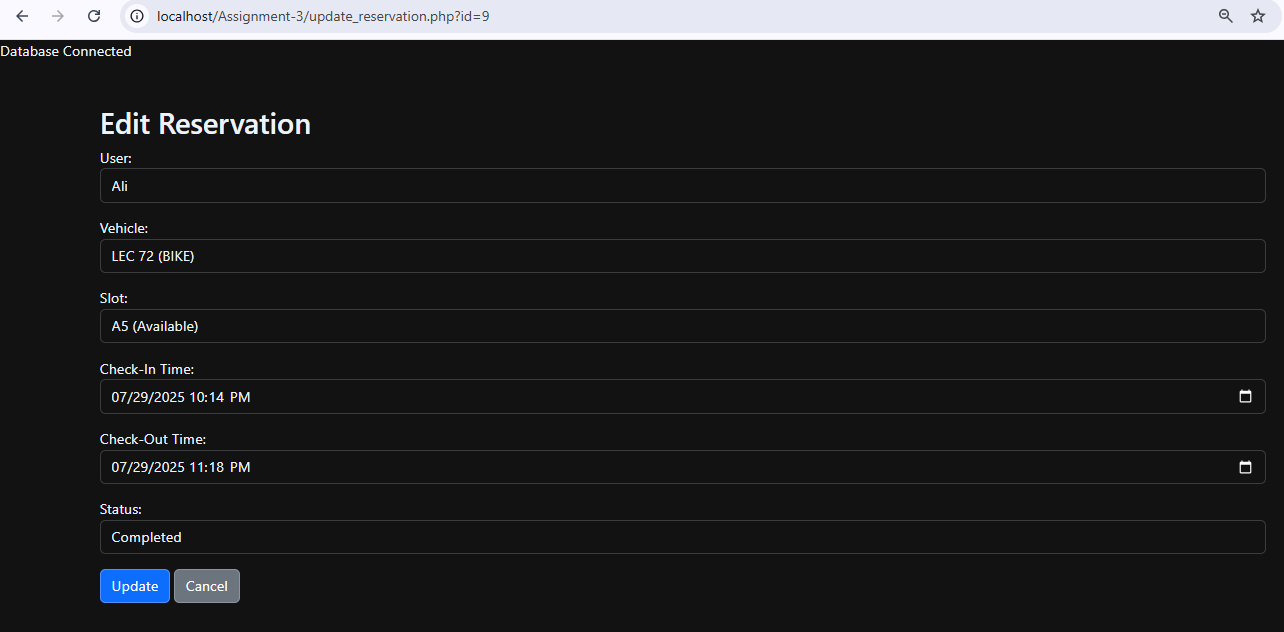 localhost/Assignment-3/update_reservation.php?id=9
Database Connected
Edit Reservation
User:
Ali
Vehicle:
LEC 72 (BIKE)
Slot:
A5 (Available)
Check-In Time:
07/29/2025 10:14 PM
Check-Out Time:
07/29/2025 11:18 PM
Status:
Completed
Update Cancel